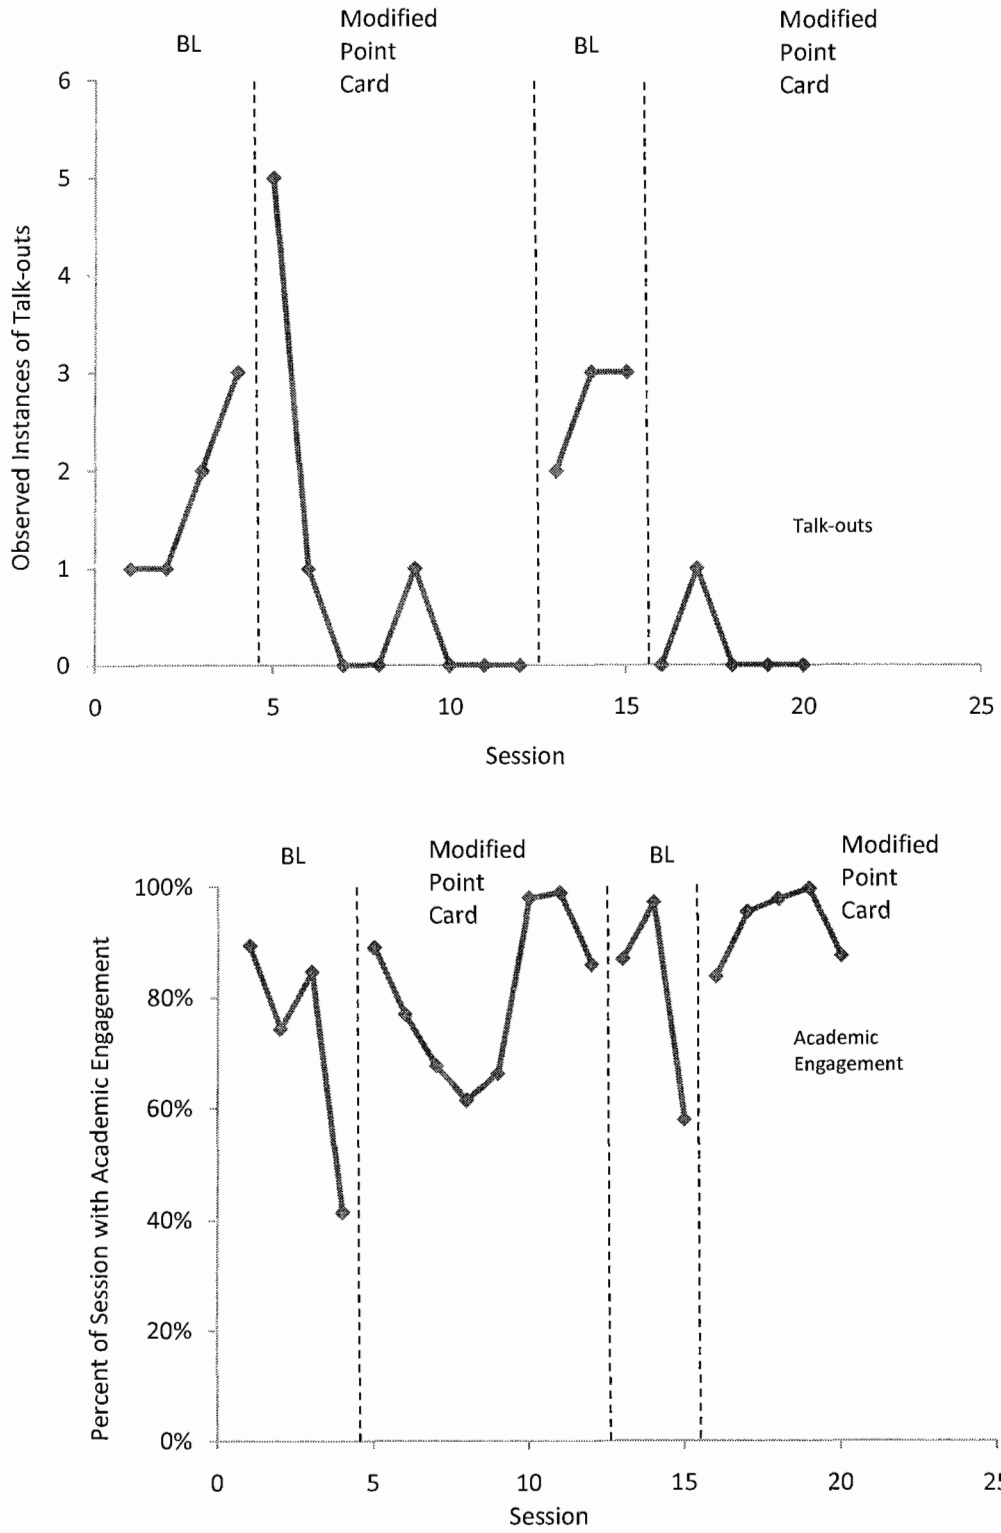 BL
Modified
Point
Card
BL
Modified
Point
Card
6
5
4
3
2
1
0
Observed Instances of Talk-outs
Talk-outs
0
5
10
15
20
25
Session
BL
Modified
Point
Card
BL
Modified
Point
Card
100%
80%
60%
40%
20%
0%
Percent of Session with Academic Engagement
Academic
Engagement
0
5
10
15
20
Session